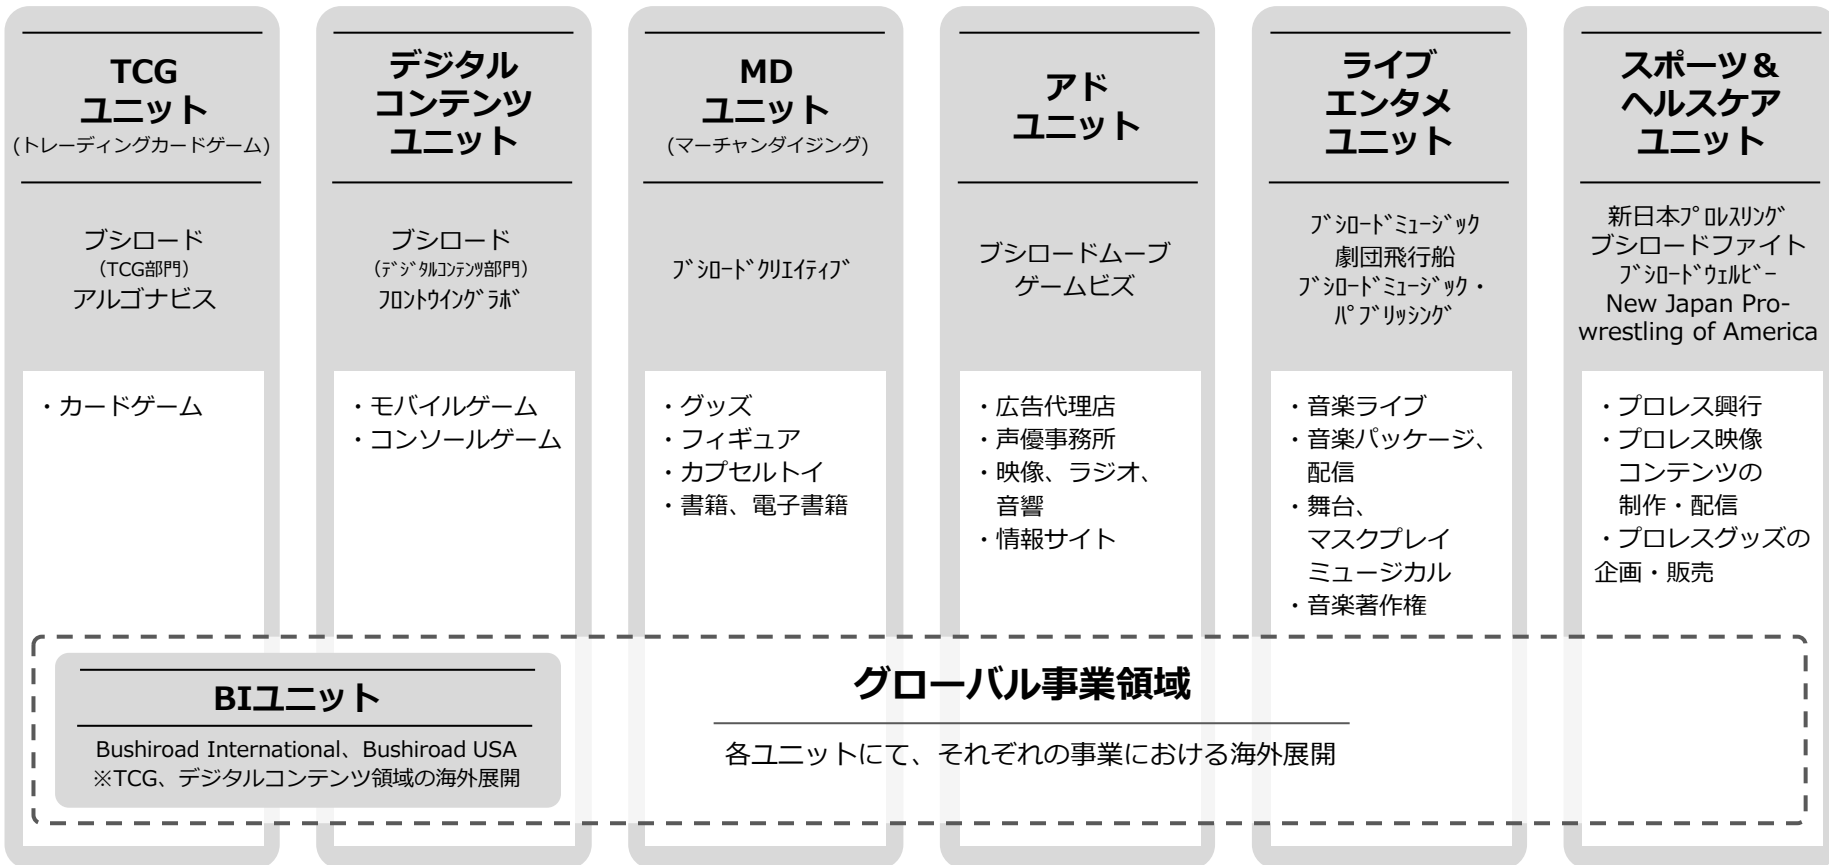 TCG
ユニット
(トレーディングカードゲーム)
ブシロード
(TCG部門)
アルゴナビス
・カードゲーム
デジタル
コンテンツ
ユニット
ブシロード
(ﾃﾞｼﾞﾀﾙｺﾝﾃﾝﾂ部門)
ﾌﾛﾝﾄｳｲﾝｸﾞﾗﾎﾞ
・モバイルゲーム
・コンソールゲーム
MD
ユニット
(マーチャンダイジング)
ﾌﾞｼﾛｰﾄﾞｸﾘｴｲﾃｨﾌﾞ
・グッズ
・フィギュア
・カプセルトイ
・書籍、電子書籍
アド
ユニット
ブシロードムーブ
ゲームビズ
・広告代理店
・声優事務所
・映像、ラジオ、
音響
・情報サイト
ライブ
エンタメ
ユニット
ﾌﾞｼﾛｰﾄﾞﾐｭｰｼﾞｯｸ
劇団飛行船
ﾌﾞｼﾛｰﾄﾞﾐｭｰｼﾞｯｸ・
ﾊﾟﾌﾞﾘｯｼﾝｸﾞ
・音楽ライブ
・音楽パッケージ、
配信
・舞台、
マスクプレイ
ミュージカル
・音楽著作権
スポーツ＆
ヘルスケア
ユニット
新日本ﾌﾟﾛﾚｽﾘﾝｸﾞ
ブシロードファイト
ﾌﾞｼﾛｰﾄﾞｳｪﾙﾋﾞｰ
New Japan Pro-
wrestling of America
・プロレス興行
・プロレス映像
コンテンツの
制作・配信
・プロレスグッズの
企画・販売
BIユニット
Bushiroad International、Bushiroad USA
※TCG、デジタルコンテンツ領域の海外展開
グローバル事業領域
各ユニットにて、それぞれの事業における海外展開